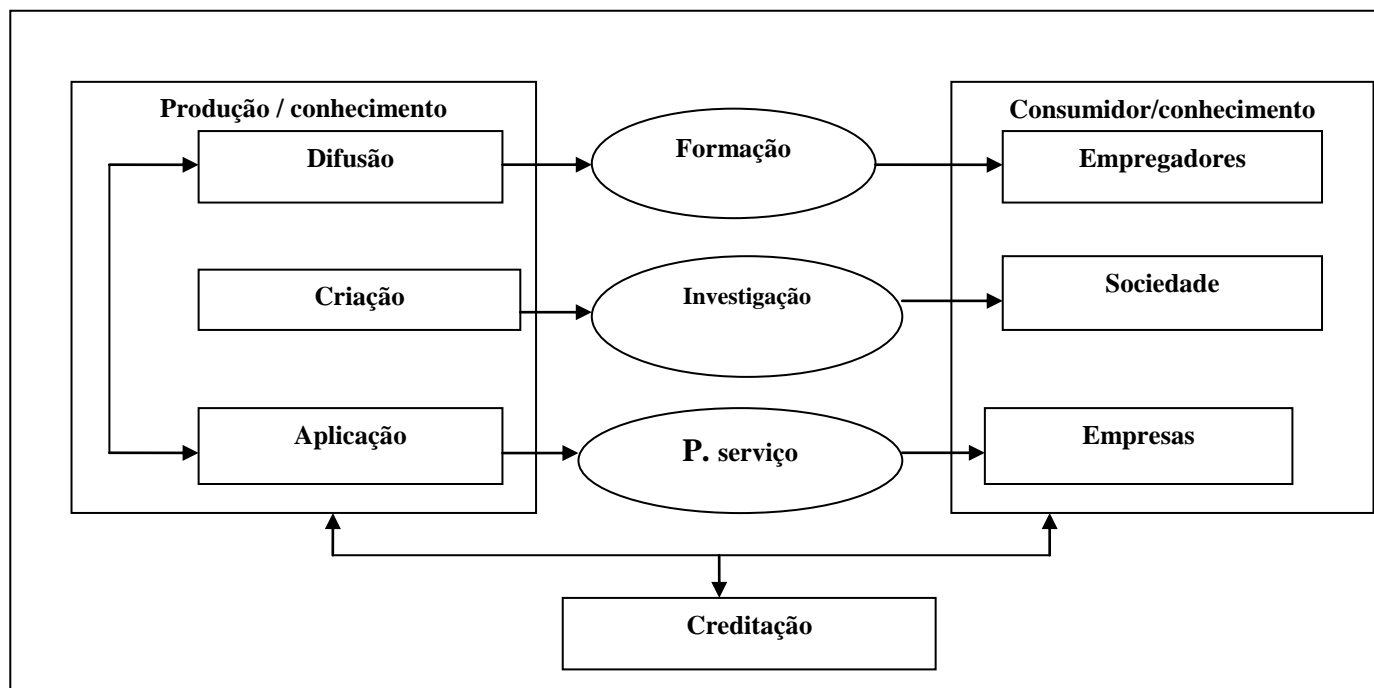 Produção / conhecimento
Consumidor/conhecimento
Difusão
Formação
Empregadores
Criação
Investigação
Sociedade
Aplicação
P. serviço
Empresas
Creditação